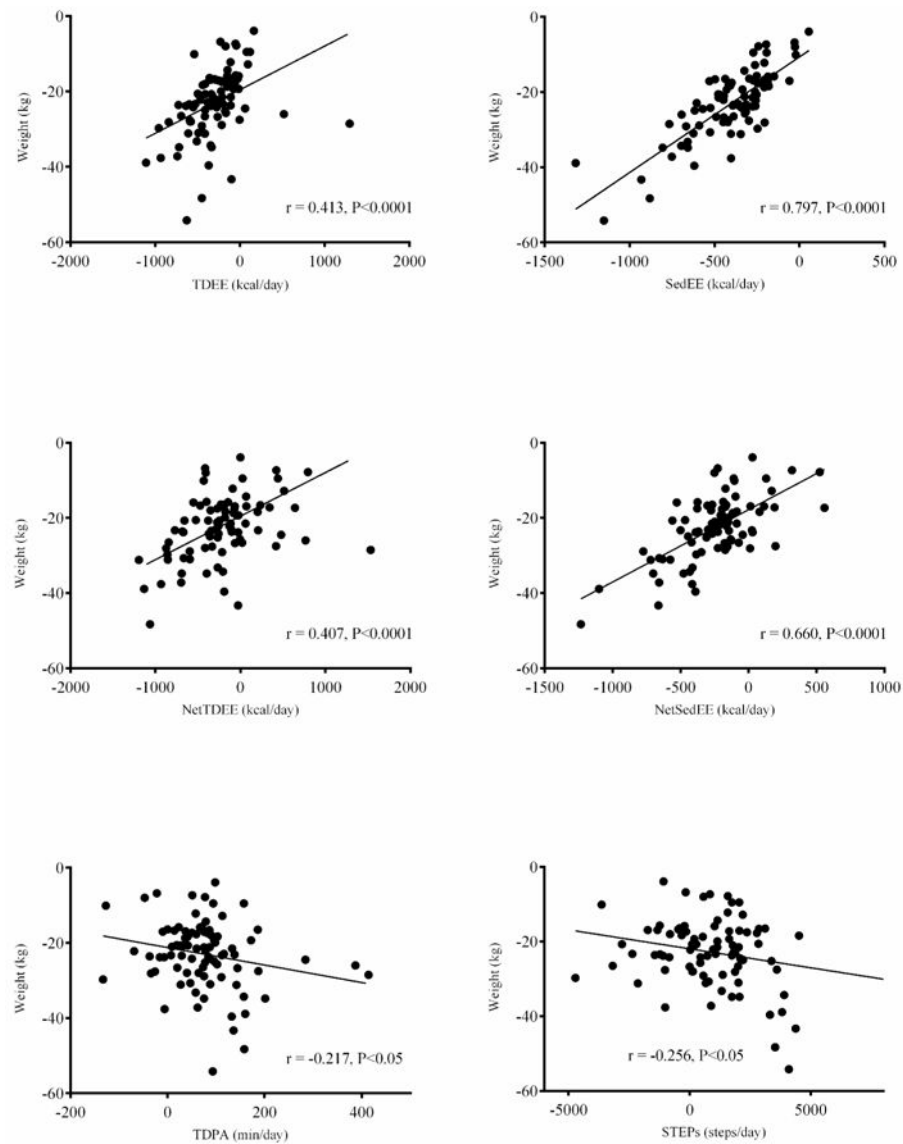 0
0
-20
-20
Weight (kg)
Weight (kg)
-40
-40
r = 0.413, P<0.0001
r = 0.797, P<0.0001
-60
-60
-2000 -1000 0 1000 2000
-1500 -1000 -500 0 500
TDEE (kcal/day)
SedEE (kcal/day)
0
0
-20
-20
Weight (kg)
Weight (kg)
-40
-40
r = 0.407, P<0.0001
r = 0.660, P<0.0001
-60
-60
-2000 -1000 0 1000 2000
-1500 -1000 -500 0 500 1000
NetTDEE (kcal/day)
NetSedEE (kcal/day)
0
0
-20
-20
Weight (kg)
Weight (kg)
-40
-40
r = -0.217, P<0.05
r = -0.256, P<0.05
-60
-60
-200 0 200 400
-5000 0 5000
TDPA (min/day)
STEPs (steps/day)